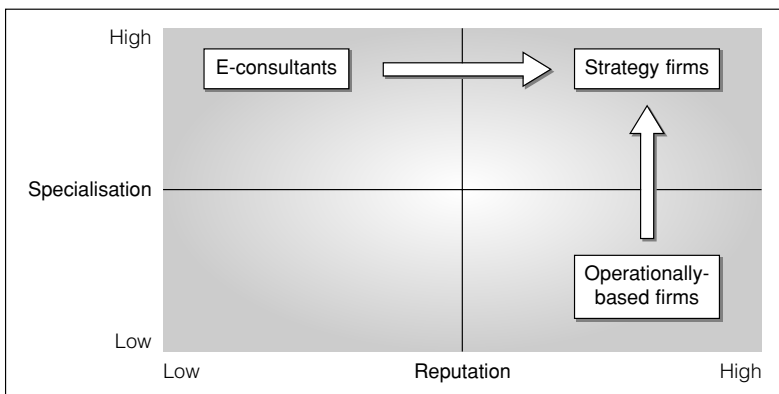 High
E-consultants
Strategy firms
Specialisation
Operationally-
based firms
Low
Low
Reputation
High